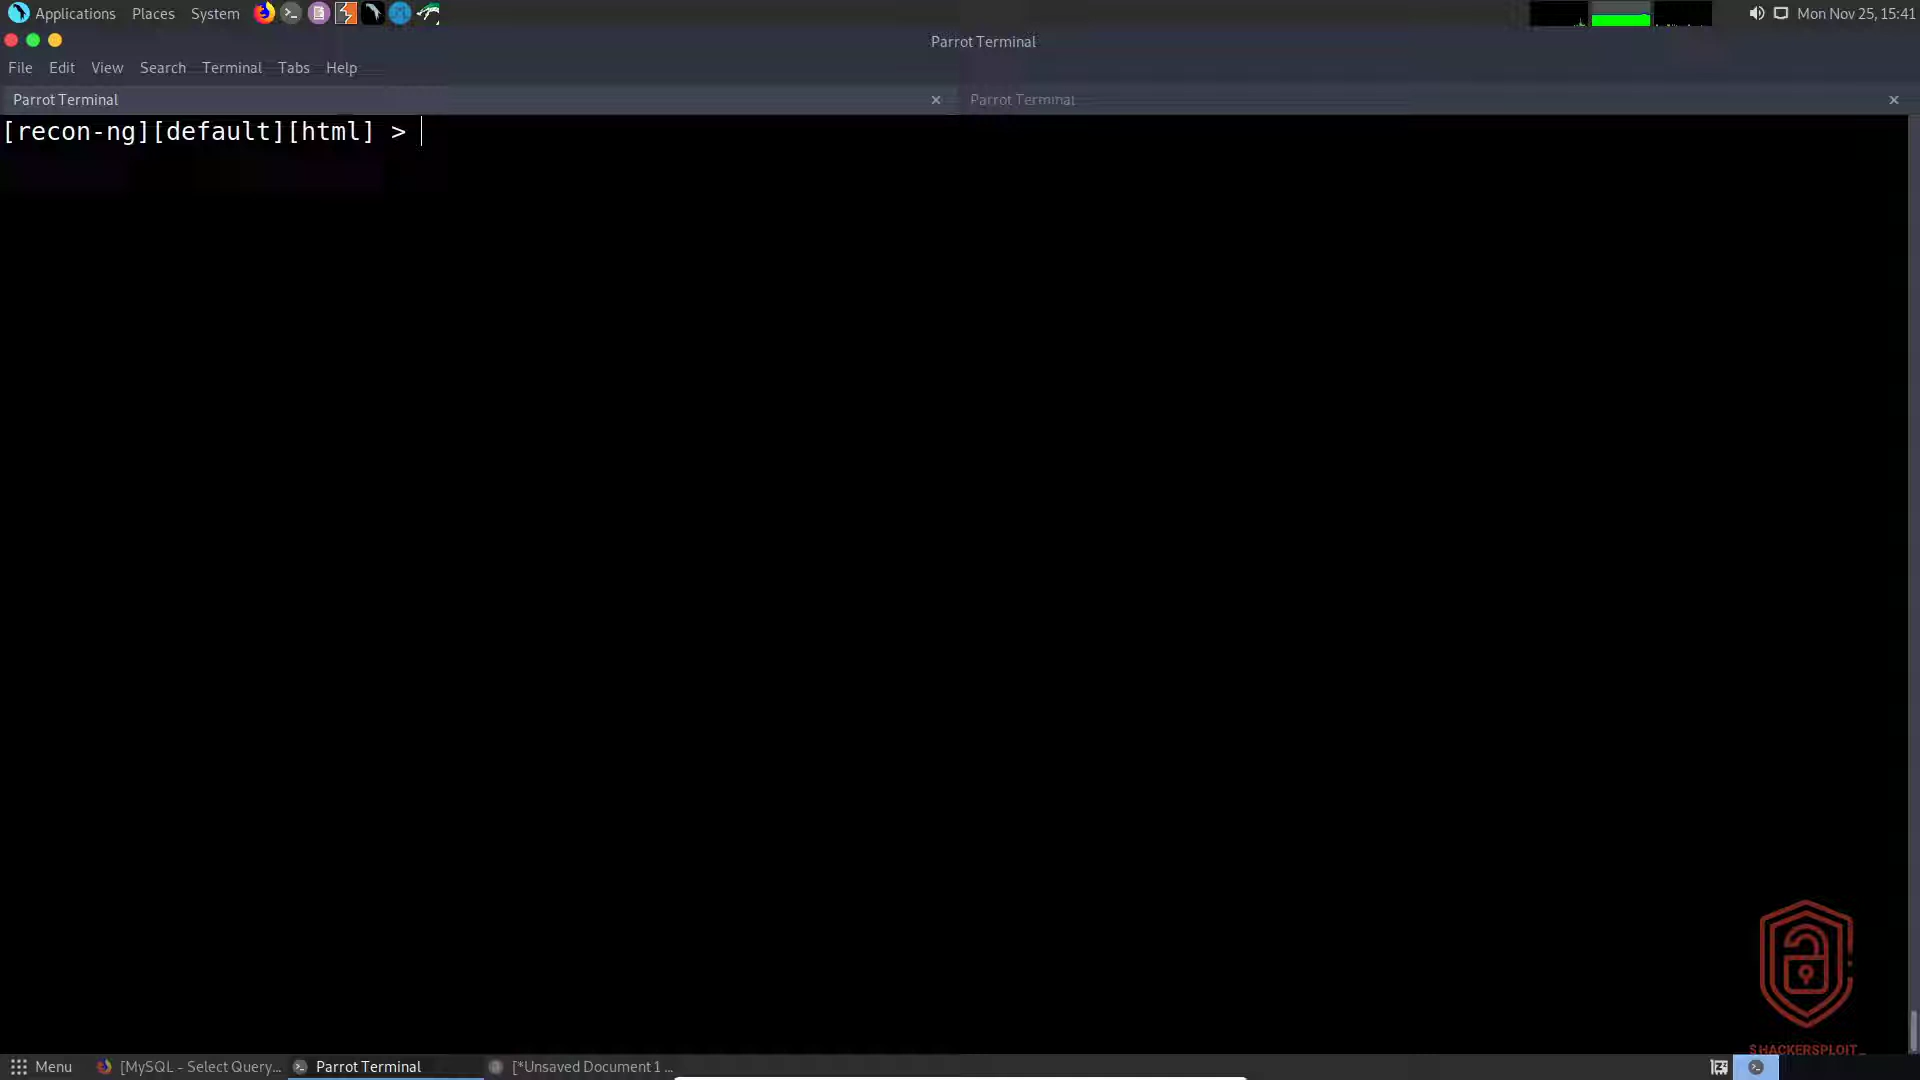 Applications Places System
Mon Nov 25, 15:41
Parrot Terminal
File Edit View Search Terminal Tabs Help
Parrot Terminal
Parrot Terminal
[recon-ng][default][html] >
HACKERSPLOIT_
Menu
[MySQL - Select Query...
Parrot Terminal
[*Unsaved Document 1 ...